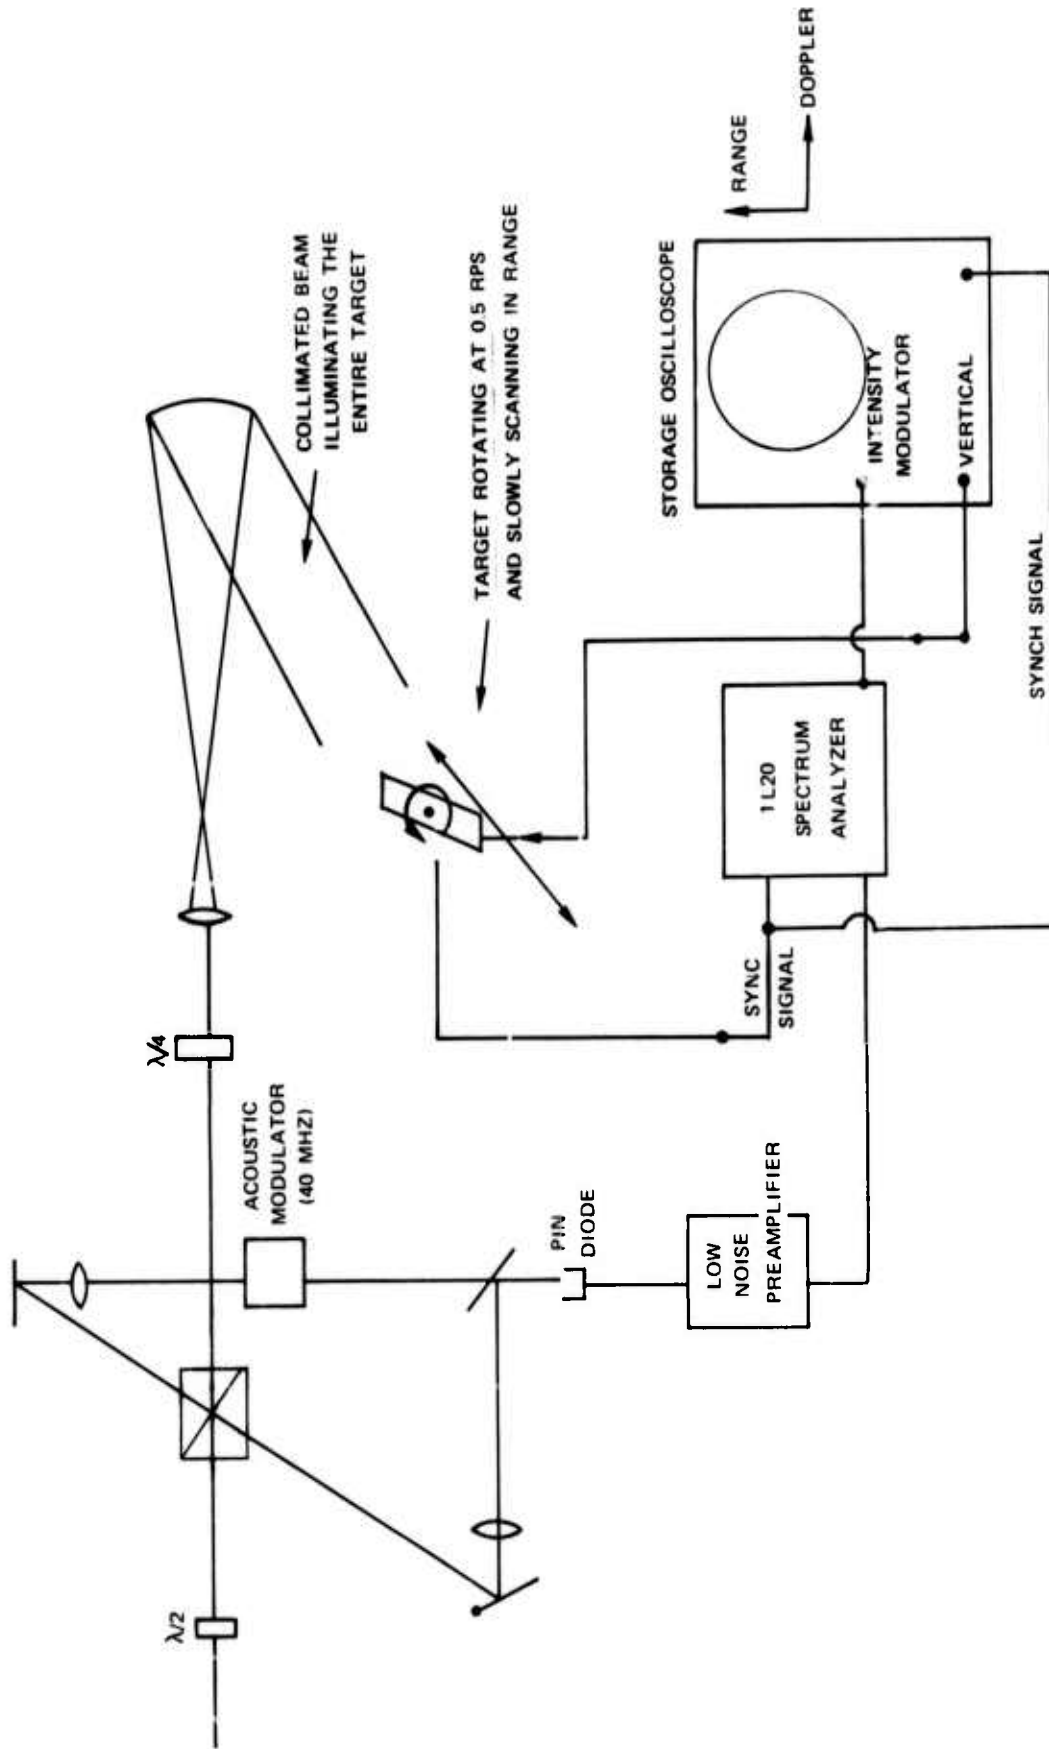 λ/2
λ/4
ACOUSTIC
MODULATOR
(40 MHZ)
COLLIMATED BEAM
ILLUMINATING THE
ENTIRE TARGET
TARGET ROTATING AT 0.5 RPS
AND SLOWLY SCANNING IN RANGE
PIN
DIODE
LOW
NOISE
PREAMPLIFIER
SYNC
SIGNAL
1L20
SPECTRUM
ANALYZER
STORAGE OSCILLOSCOPE
INTENSITY
MODULATOR
VERTICAL
RANGE
DOPPLER
SYNCH SIGNAL